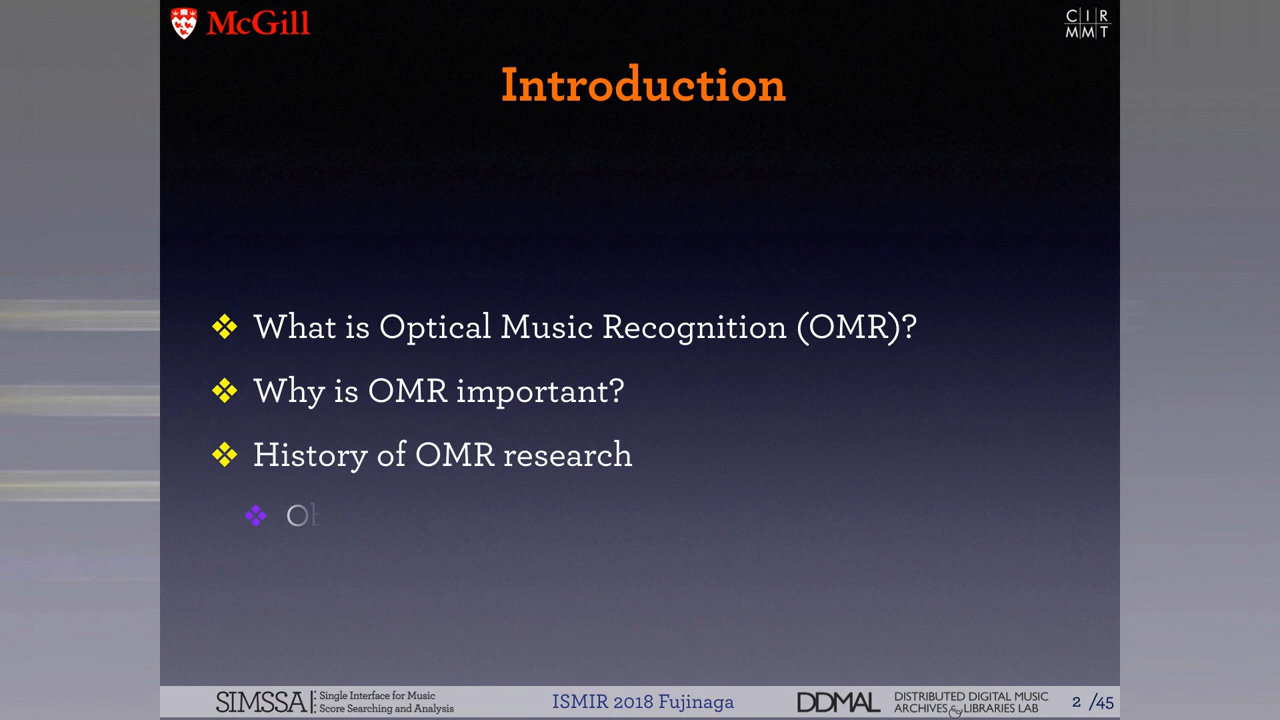 McGill
C I R
M M T
Introduction
What is Optical Music Recognition (OMR)?
Why is OMR important?
History of OMR research
SIMSSA
Single Interface for Music
Score Searching and Analysis
ISMIR 2018 Fujinaga
DDMAL
DISTRIBUTED DIGITAL MUSIC
ARCHIVES & LIBRARIES LAB
2 /45